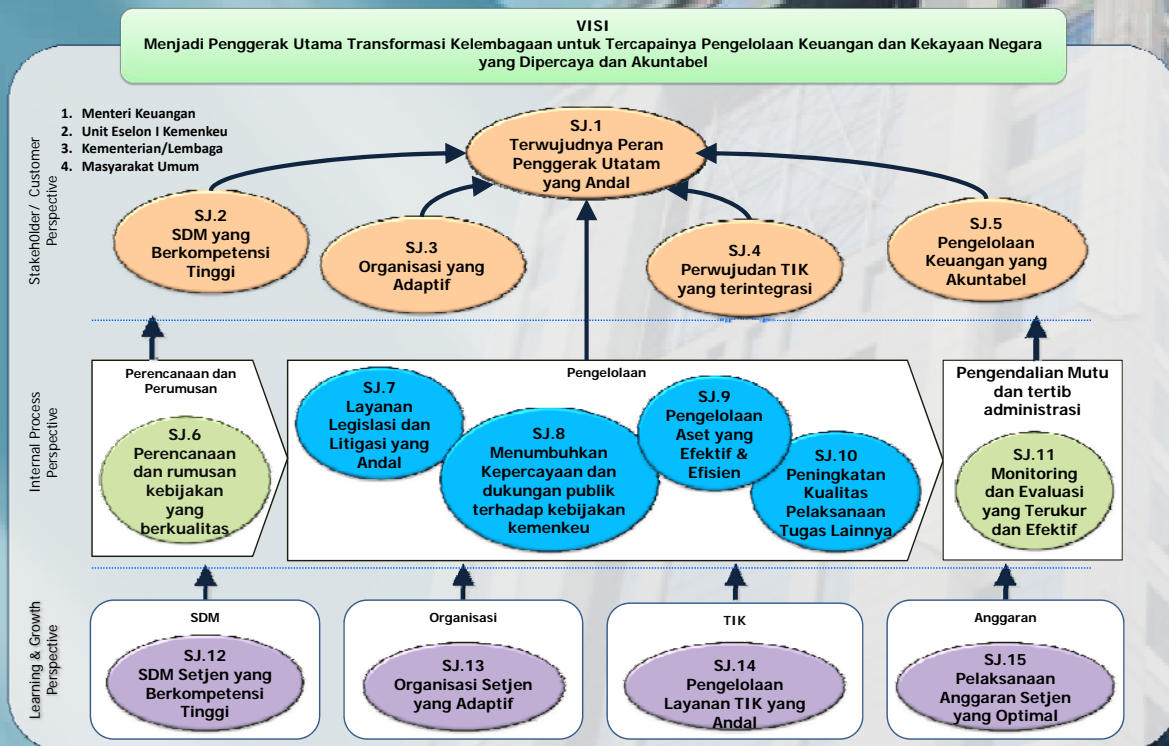 VISI
Menjadi Penggerak Utama Transformasi Kelembagaan untuk Tercapainya Pengelolaan Keuangan dan Kekayaan Negara
yang Dipercaya dan Akuntabel
Stakeh0lder/ Customer
Perspective
1. Menteri Keuangan
2. Unit Eselon I Kemenkeu
3. Kementerian/Lembaga
4. Masyarakat Umum
SJ.1
Terwujudnya Peran
Penggerak Utatam
yang Andal
SJ.2
SDM yang
Berkompetensi
Tinggi
SJ.3
Organisasi yang
Adaptif
SJ.4
Perwujudan TIK
yang terintegrasi
SJ.5
Pengelolaan
Keuangan yang
Akuntabel
Internal Process
Perspective
Perencanaan dan
Perumusan
SJ.6
Perencanaan
dan rumusan
kebijakan
yang
berkualitas
Pengelolaan
SJ.7
Layanan
Legislasi dan
Litigasi yang
Andal
SJ.8
Menumbuhkan
Kepercayaan dan
dukungan publik
terhadap kebijakan
kemenkeu
SJ.9
Pengelolaan
Aset yang
Efektif &
Efisien
SJ.10
Peningkatan
Kualitas
Pelaksanaan
Tugas Lainnya
Pengendalian Mutu
dan tertib
administrasi
SJ.11
Monitoring
dan Evaluasi
yang Terukur
dan Efektif
Learning & Growth
Perspective
SDM
SJ.12
SDM Setjen yang
Berkompetensi
Tinggi
Organisasi
SJ.13
Organisasi Setjen
yang Adaptif
TIK
SJ.14
Pengelolaan
Layanan TIK yang
Andal
Anggaran
SJ.15
Pelaksanaan
Anggaran Setjen
yang Optimal